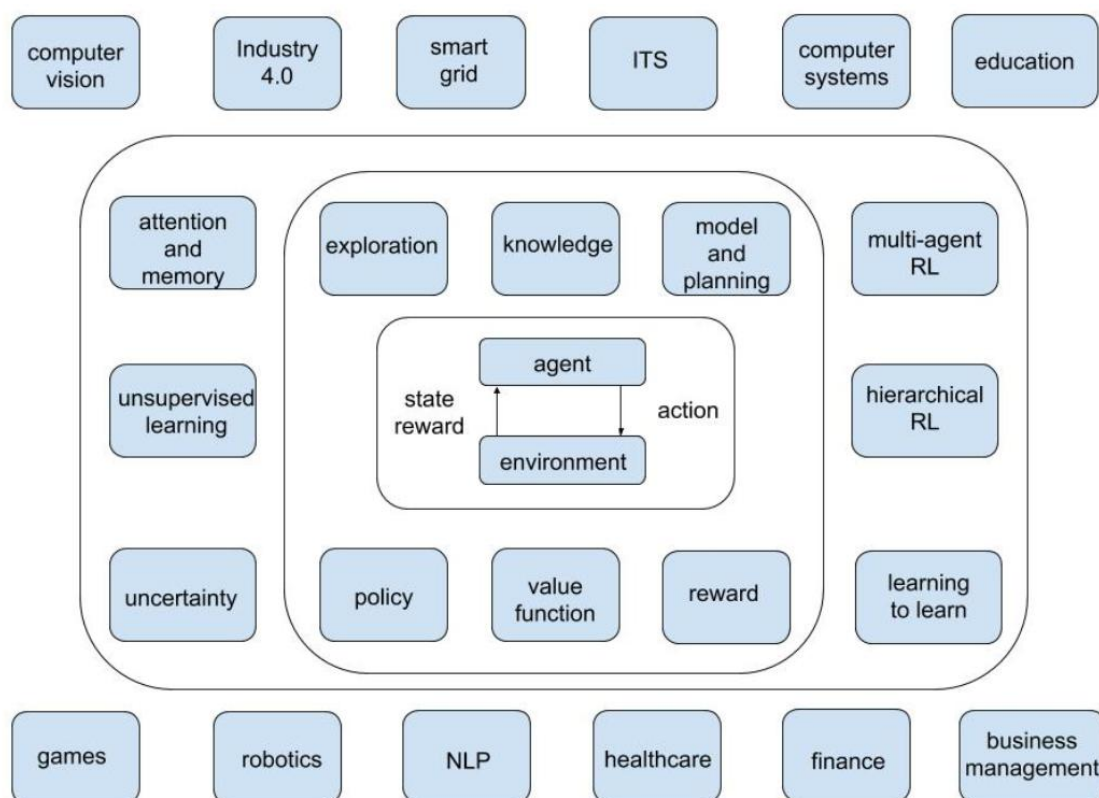 computer
vision
Industry
4.0
smart
grid
ITS
computer
systems
education
attention
and
memory
exploration
knowledge
model
and
planning
multi-agent
RL
unsupervised
learning
agent
state
reward
action
environment
hierarchical
RL
uncertainty
policy
value
function
reward
learning
to learn
games
robotics
NLP
healthcare
finance
business
management